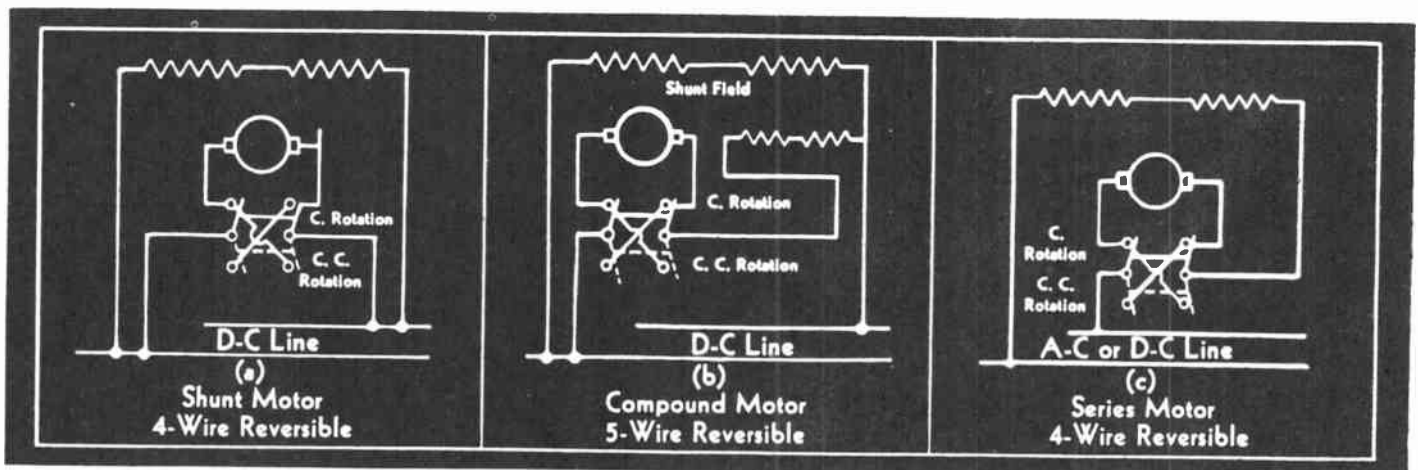 C. Rotation
C. C.
Rotation
D-C Line
(a)
Shunt Motor
4-Wire Reversible
Shunt Field
C. Rotation
C. C. Rotation
D-C Line
(b)
Compound Motor
5-Wire Reversible
C.
Rotation
C. C.
Rotation
A-C or D-C Line
(c)
Series Motor
4-Wire Reversible